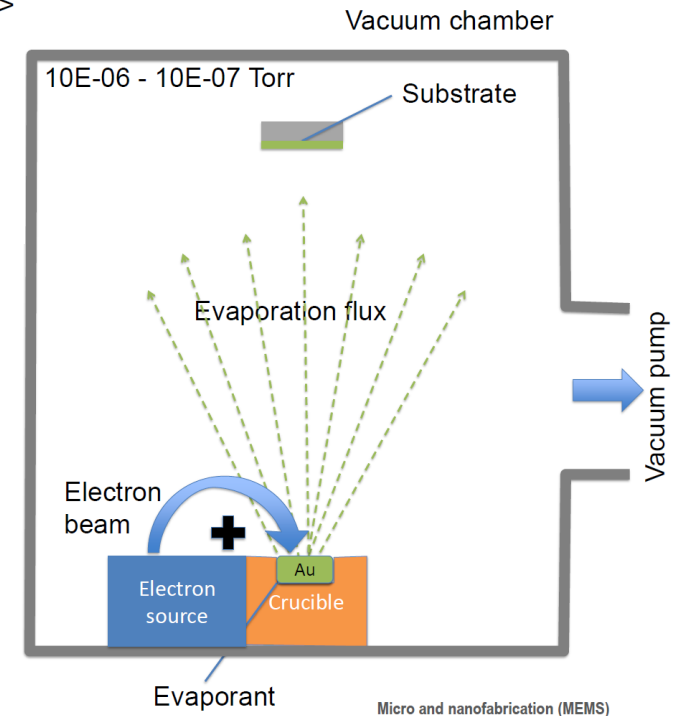 Vacuum chamber
10E-06 - 10E-07 Torr
Substrate
Evaporation flux
Vacuum pump
Electron
beam
Au
Electron
source
Crucible
Evaporant
Micro and nanofabrication (MEMS)